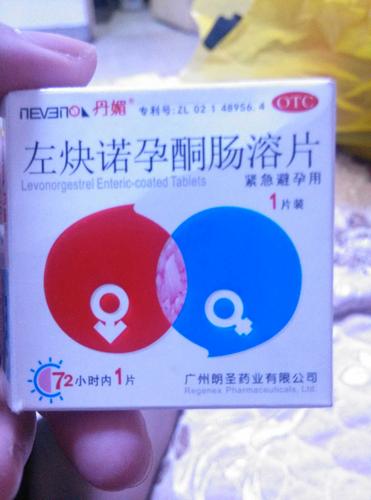 nevenor 丹媚® 专利号:ZL 02 1 48956.4 OTC
左炔诺孕酮肠溶片
Levonorgestrel Enteric-coated Tablets 紧急避孕用
1片装
72小时内1片 广州朗圣药业有限公司
Regenex Pharmaceuticals, Ltd.